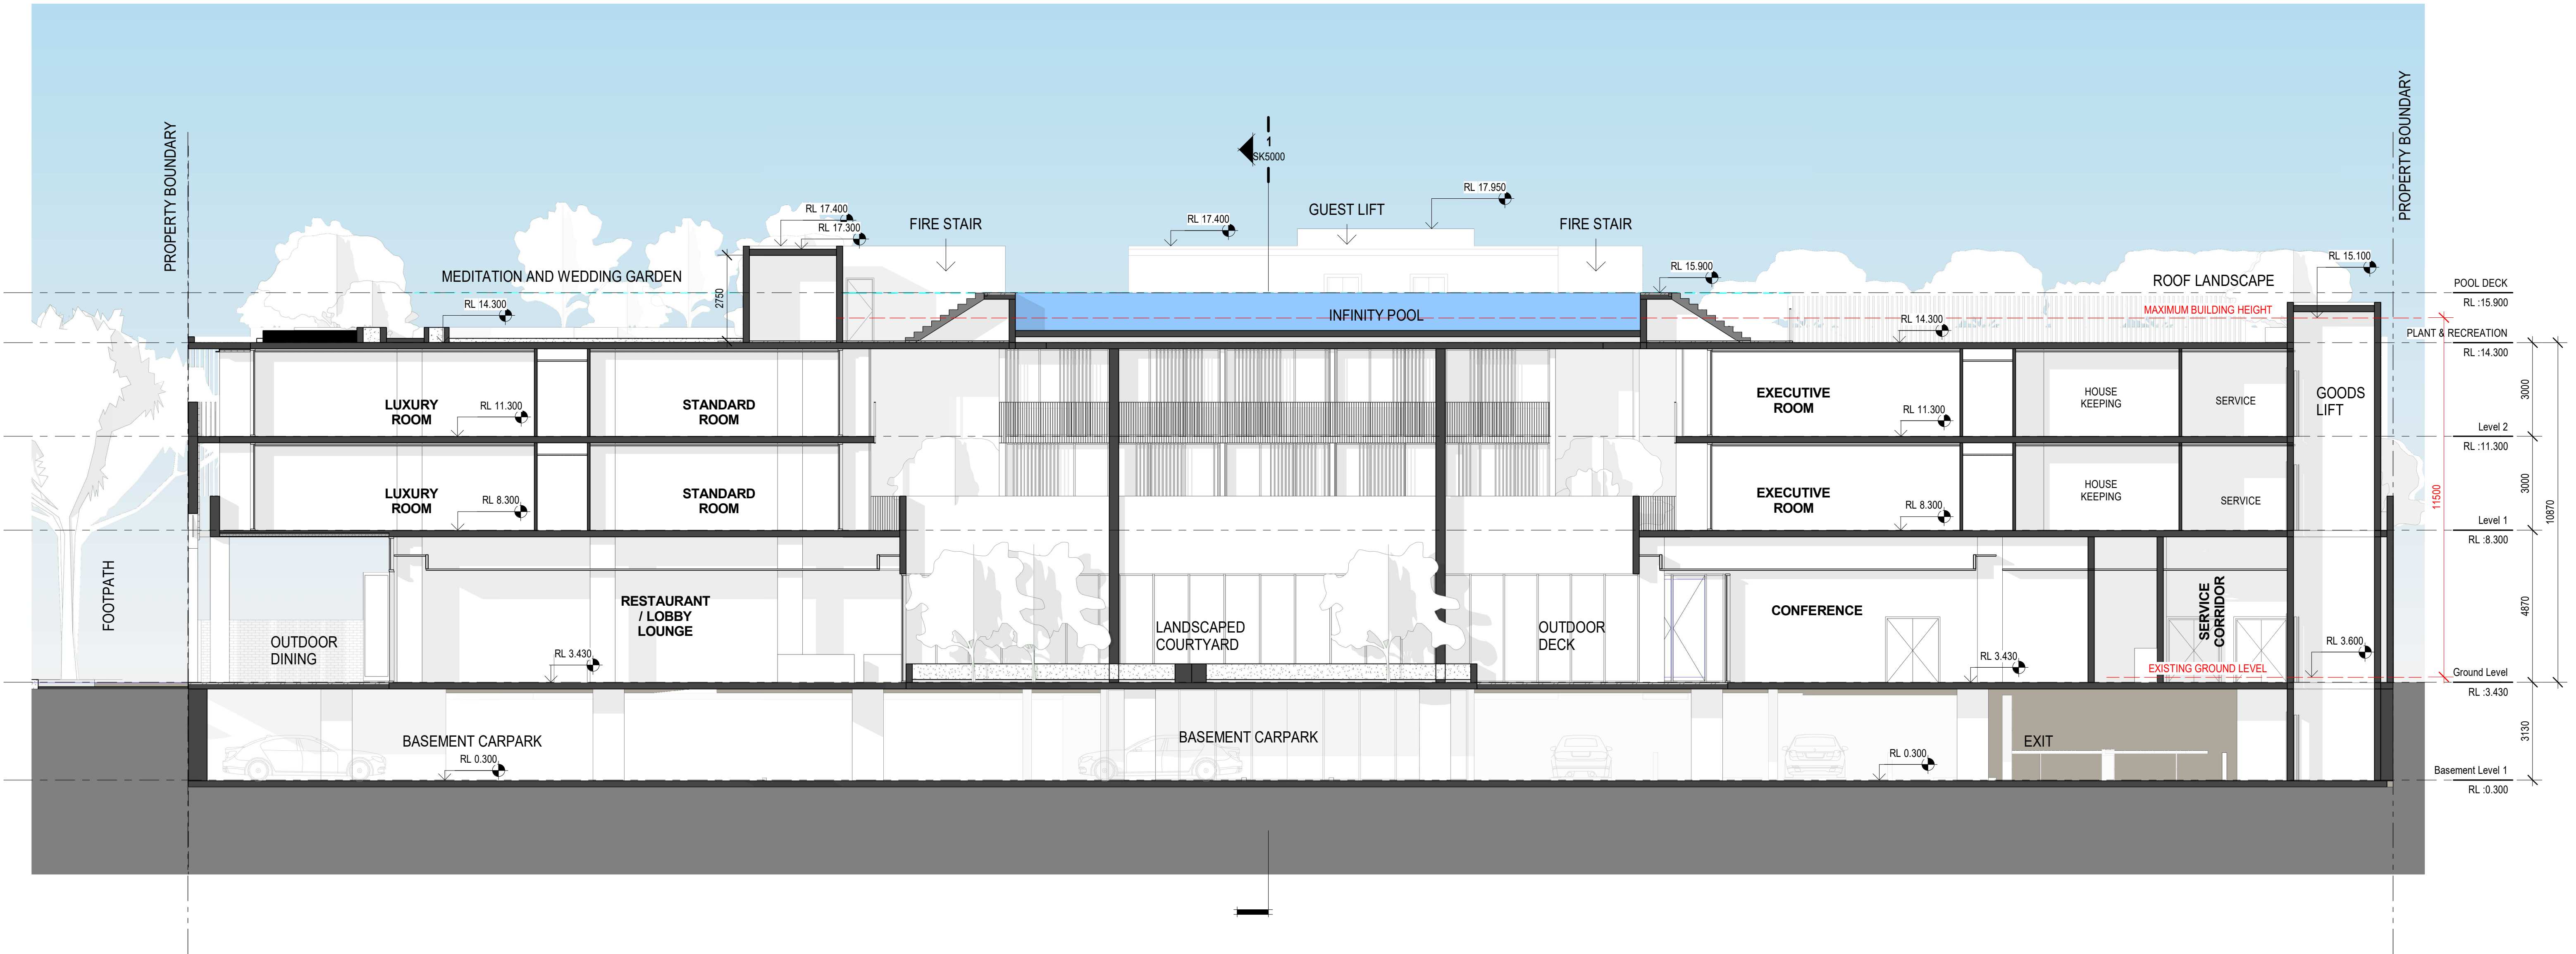 PROPERTY BOUNDARY
PROPERTY BOUNDARY
1
SK5000
RL 17.950
GUEST LIFT
RL 17.400
RL 17.300
FIRE STAIR
RL 17.400
FIRE STAIR
MEDITATION AND WEDDING GARDEN
RL 14.300
2750
RL 15.900
ROOF LANDSCAPE
RL 15.100
POOL DECK
RL :15.900
INFINITY POOL
MAXIMUM BUILDING HEIGHT
RL 14.300
PLANT & RECREATION
RL :14.300
LUXURY
ROOM
RL 11.300
STANDARD
ROOM
EXECUTIVE
ROOM
RL 11.300
HOUSE
KEEPING
SERVICE
GOODS
LIFT
3000
Level 2
RL :11.300
LUXURY
ROOM
RL 8.300
STANDARD
ROOM
EXECUTIVE
ROOM
RL 8.300
HOUSE
KEEPING
SERVICE
3000
11500
10870
Level 1
RL :8.300
FOOTPATH
OUTDOOR
DINING
RESTAURANT
/ LOBBY
LOUNGE
RL 3.430
LANDSCAPED
COURTYARD
OUTDOOR
DECK
CONFERENCE
RL 3.430
SERVICE
CORRIDOR
RL 3.600
4870
EXISTING GROUND LEVEL
Ground Level
RL :3.430
BASEMENT CARPARK
RL 0.300
BASEMENT CARPARK
RL 0.300
EXIT
3130
Basement Level 1
RL :0.300